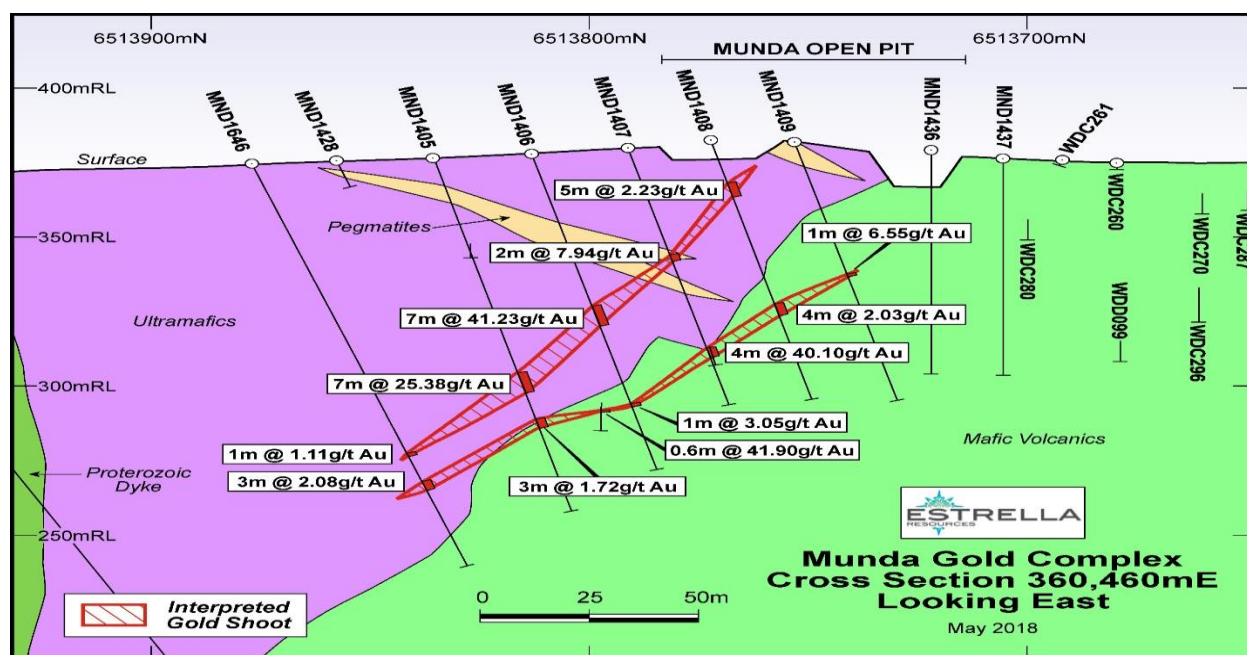 6513900mN
6513800mN
6513700mN
MUNDA OPEN PIT
400mRL
MND1646
MND1428
MND1405
MND1406
MND1407
MND1408
MND1409
MND1436
MND1437
WDC261
Surface
5m @ 2.23g/t Au
WDC260
350mRL
Pegmatites
2m @ 7.94g/t Au
1m @ 6.55g/t Au
WDC280
WDC270
WDC287
Ultramafics
7m @ 41.23g/t Au
4m @ 2.03g/t Au
WDD099
WDC296
4m @ 40.10g/t Au
300mRL
7m @ 25.38g/t Au
1m @ 3.05g/t Au
Mafic Volcanics
1m @ 1.11g/t Au
0.6m @ 41.90g/t Au
Proterozoic
Dyke
3m @ 2.08g/t Au
3m @ 1.72g/t Au
250mRL
ESTRELLA
RESOURCES
Munda Gold Complex
Cross Section 360,460mE
Looking East
May 2018
Interpreted
Gold Shoot
0 25 50m